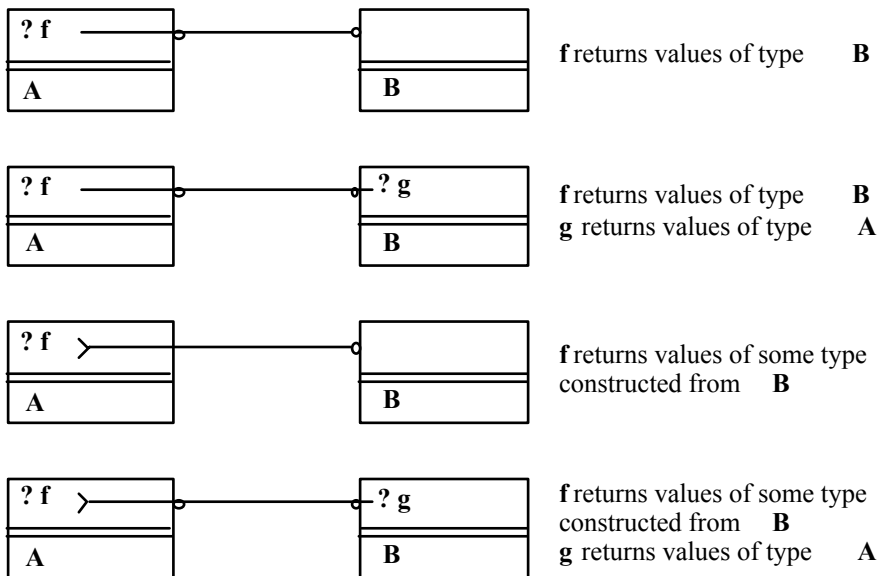 ? f
f returns values of type B
A B
? f ? g
f returns values of type B
g returns values of type A
A B
? f
f returns values of some type
constructed from B
A B
? f ? g
f returns values of some type
constructed from B
g returns values of type A
A B